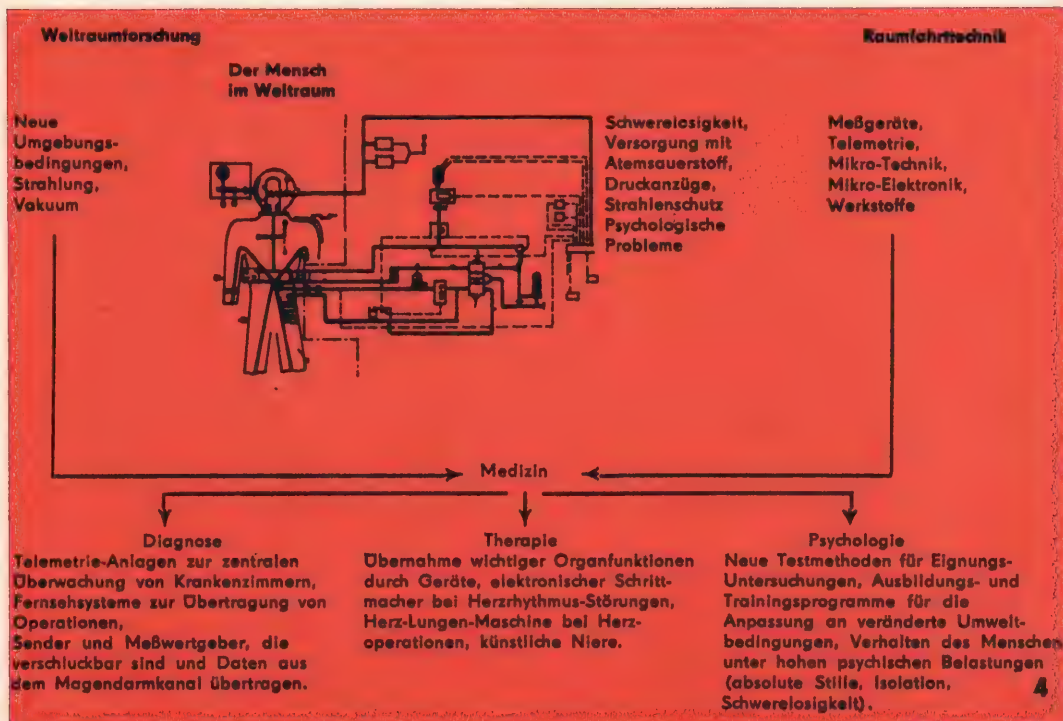 Weltraumforschung
Raumfahrttechnik
Der Mensch
im Weltraum
Neue
Umgebungs-
bedingungen,
Strahlung,
Vakuum
Schwerelosigkeit,
Versorgung mit
Atemsauerstoff,
Druckanzüge,
Strahlenschutz
Psychologische
Probleme
Meßgeräte,
Telemetrie,
Mikro-Technik,
Mikro-Elektronik,
Werkstoffe
Medizin
Diagnose
Telemetrie-Anlagen zur zentralen
Überwachung von Krankenzimmern,
Fernsehsysteme zur Übertragung von
Operationen,
Sender und Meßwertgeber, die
verschluckbar sind und Daten aus
dem Magendarmkanal übertragen.
Therapie
Übernahme wichtiger Organfunktionen
durch Geräte, elektronischer Schritt-
macher bei Herzrhythmus-Störungen,
Herz-Lungen-Maschine bei Herz-
operationen, künstliche Niere.
Psychologie
Neue Testmethoden für Eignungs-
Untersuchungen, Ausbildungs- und
Trainingsprogramme für die
Anpassung an veränderte Umwelt-
bedingungen, Verhalten des Menschen
unter hohen psychischen Belastungen
(absolute Stille, Isolation,
Schwerelosigkeit).
4